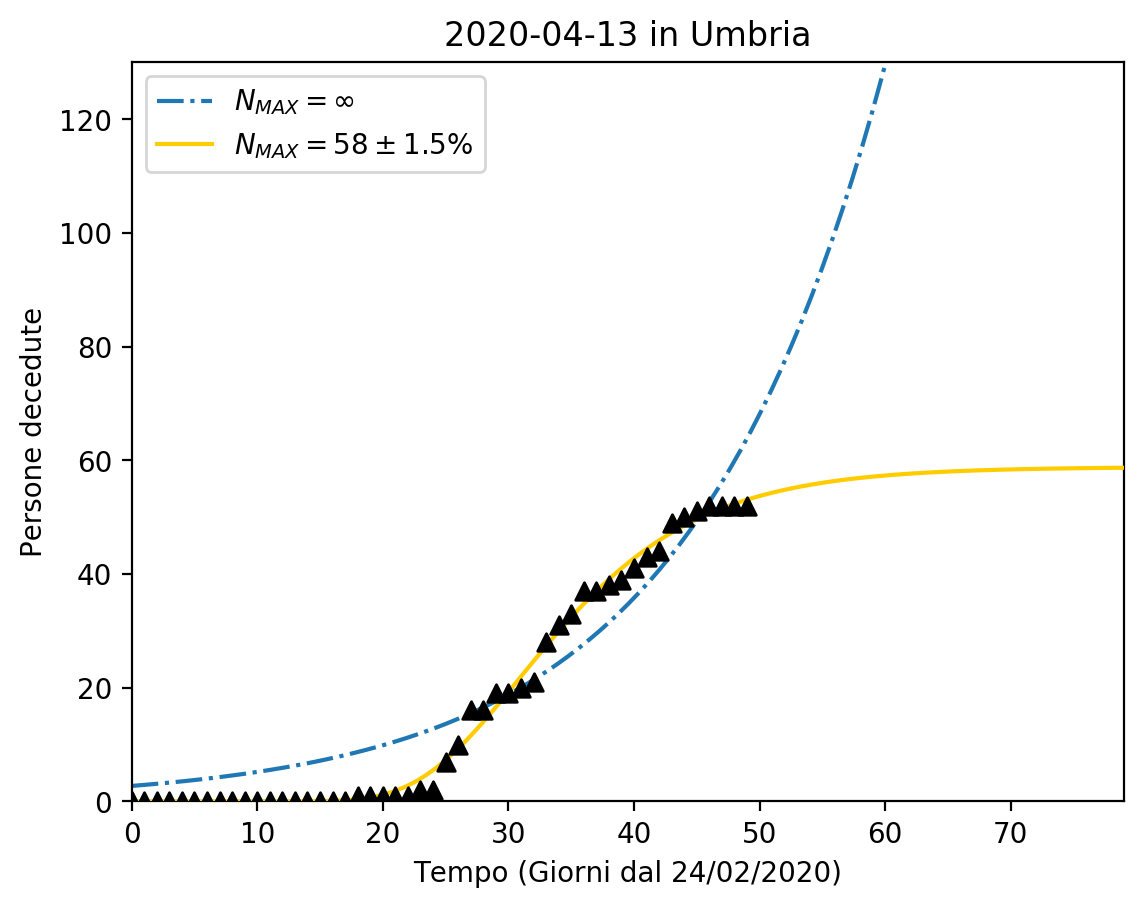 2020-04-13 in Umbria
N_MAX = ∞
N_MAX = 58 ± 1.5%
120
100
80
60
40
20
0
Persone decedute
0 10 20 30 40 50 60 70
Tempo (Giorni dal 24/02/2020)